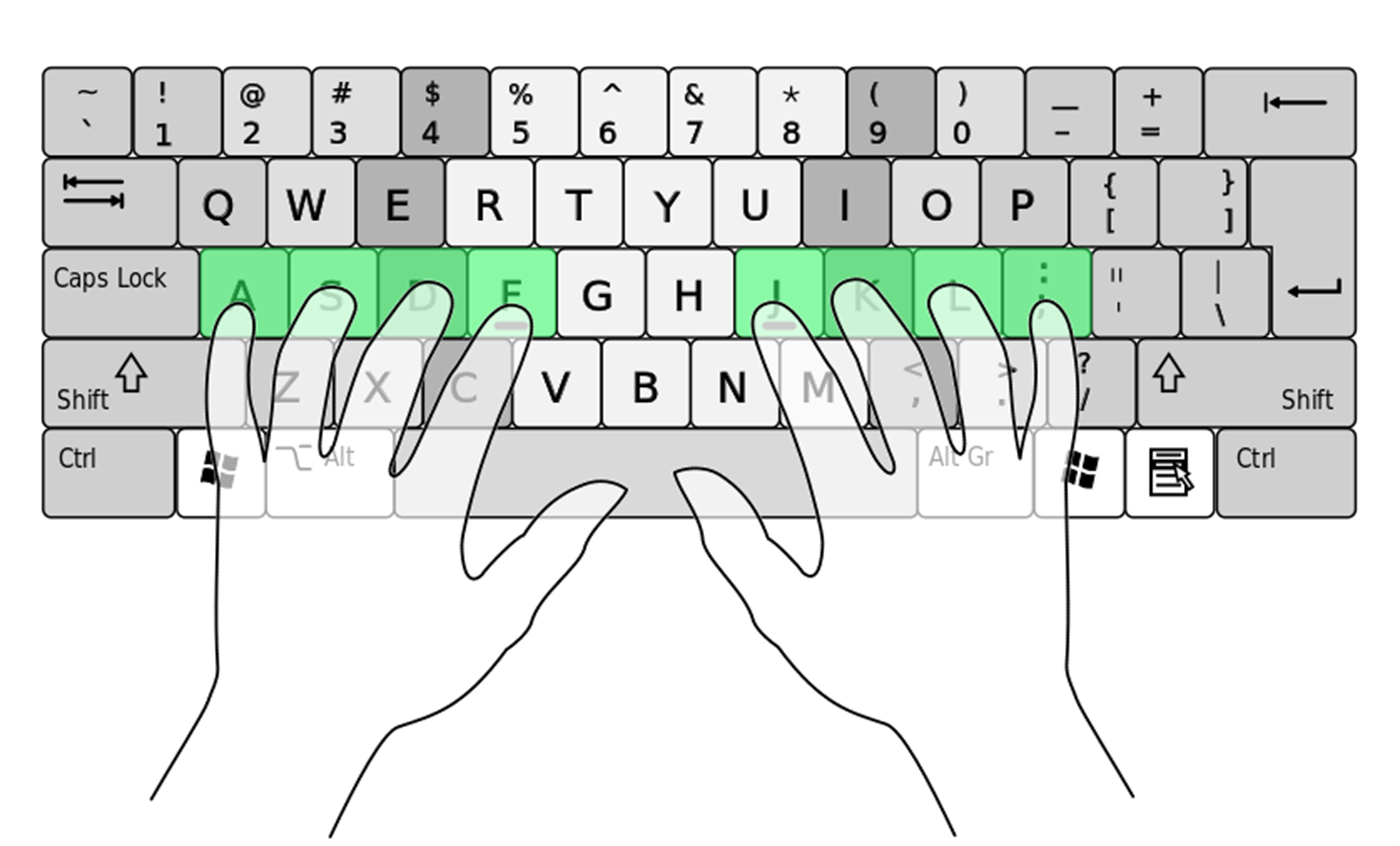 ~ ! @ # $ % ^ & * ( ) _ +
` 1 2 3 4 5 6 7 8 9 0 - =
Q W E R T Y U I O P { [ } ]
Caps Lock A S D F G H J K L : ; " ' | \
Shift Z X C V B N M < , > . ? / Shift
Ctrl Alt Alt Gr Ctrl